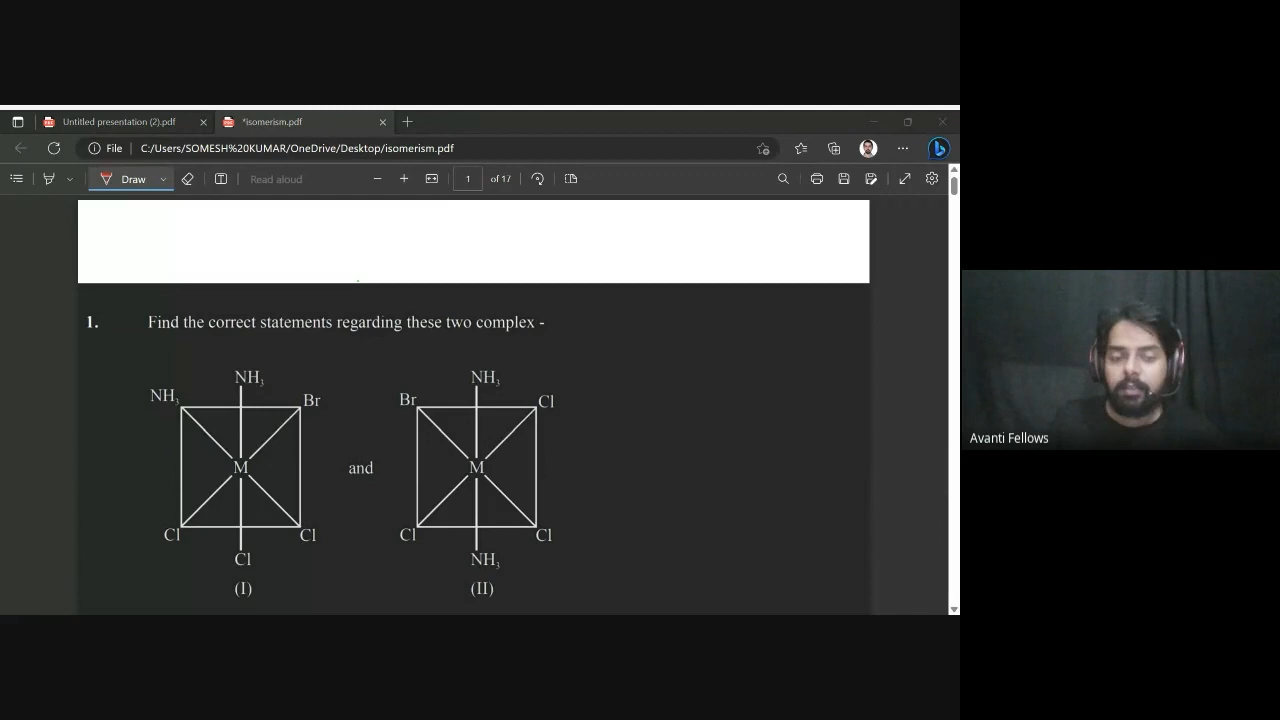 Untitled presentation (2).pdf
*isomerism.pdf
File
C:/Users/SOMESH%20KUMAR/OneDrive/Desktop/isomerism.pdf
Draw
Read aloud
1 of 17
1. Find the correct statements regarding these two complex -
NH₃ NH₃
NH₃ Br Br Cl
M and M
Cl Cl Cl Cl
Cl NH₃
(I) (II)
Avanti Fellows